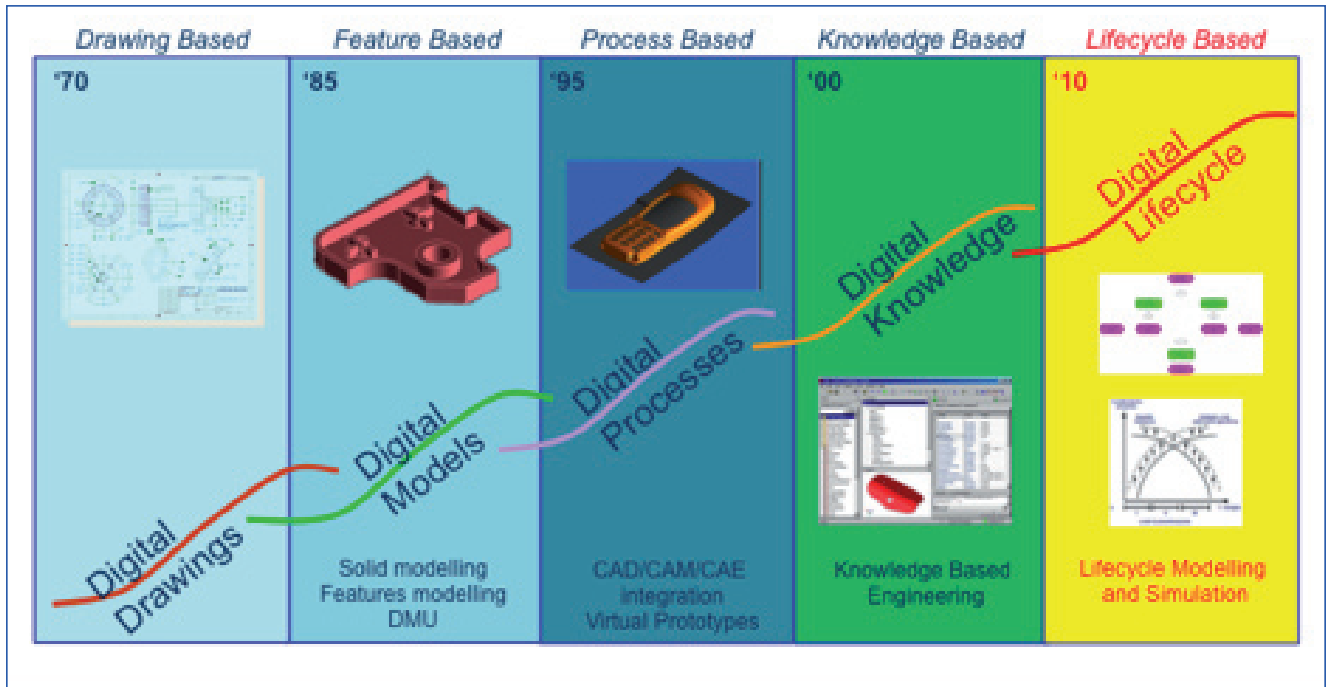 Drawing Based
Feature Based
Process Based
Knowledge Based
Lifecycle Based
‘70
‘85
‘95
‘00
‘10
Digital
Drawings
Digital
Models
Digital
Processes
Digital
Knowledge
Digital
Lifecycle
Solid modelling
Features modelling
DMU
CAD/CAM/CAE
integration
Virtual Prototypes
Knowledge Based
Engineering
Lifecycle Modelling
and Simulation